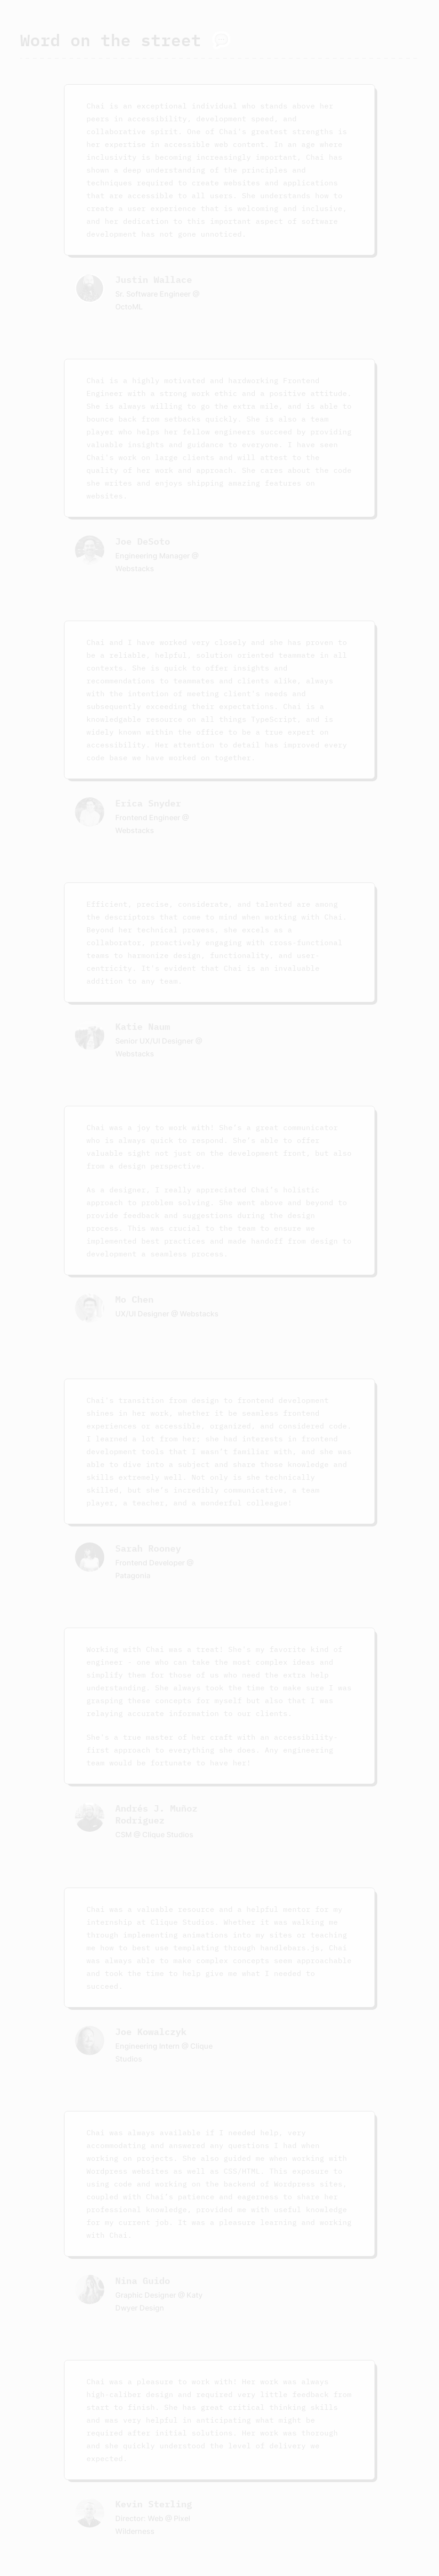 Word on the street
Chai is an exceptional individual who stands above her
peers in accessibility, development speed, and
collaborative spirit. One of Chai's greatest strengths is
her expertise in accessible web content. In an age where
inclusivity is becoming increasingly important, Chai has
shown a deep understanding of the principles and
techniques required to create websites and applications
that are accessible to all users. She understands how to
create a user experience that is welcoming and inclusive,
and her dedication to this important aspect of software
development has not gone unnoticed.
Justin Wallace
Sr. Software Engineer @
OctoML
Chai is a highly motivated and hardworking Frontend
Engineer with a strong work ethic and a positive attitude.
She is always willing to go the extra mile, and is able to
bounce back from setbacks quickly. She is also a team
player who helps her fellow engineers succeed by providing
valuable insights and guidance to everyone. I have seen
Chai's work on large clients and will attest to the
quality of her work and approach. She cares about the code
she writes and enjoys shipping amazing features on
websites.
Joe DeSoto
Engineering Manager @
Webstacks
Chai and I have worked very closely and she has proven to
be a reliable, helpful, solution oriented teammate in all
contexts. She is quick to offer insights and
recommendations to teammates and clients alike, always
with the intention of meeting client's needs and
subsequently exceeding their expectations. Chai is a
knowledgable resource on all things TypeScript, and is
widely known within the office to be a true expert on
accessibility. Her attention to detail has improved every
code base we have worked on together.
Erica Snyder
Frontend Engineer @
Webstacks
Efficient, precise, considerate, and talented are among
the descriptors that come to mind when working with Chai.
Beyond her technical prowess, she excels as a
collaborator, proactively engaging with cross-functional
teams to harmonize design, functionality, and user-
centricity. It's evident that Chai is an invaluable
addition to any team.
Katie Nawe
Senior UX/UI Designer @
Webstacks
Chai was a joy to work with! She's a great communicator
who is always quick to respond. She's able to offer
valuable sight not just on the development front, but also
from a design perspective.
As a designer, I really appreciated Chai's holistic
approach to problem solving. She went above and beyond to
provide feedback and suggestions during the design
process. This was crucial to the team to ensure we
implemented best practices and made handoff from design to
development a seamless process.
Mu Chen
UX/UI Designer @ Webstacks
Chai's transition from design to frontend development
shines in her work, whether it be seamless frontend
experiences or accessible, organized, and considered code.
I learned a lot from her; she had interests in frontend
development tools that I wasn't familiar with, and she was
able to dive into a subject and share those knowledge and
skills extremely well. Not only is she technically
skilled, but she's incredibly communicative, a team
player, a teacher, and a wonderful colleague!
Sarah Rooney
Frontend Developer @
Patagonia
Working with Chai was a treat! She's my favorite kind of
engineer - one who can take the most complex ideas and
simplify them for those of us who need the extra help
understanding. She always took the time to make sure I was
grasping these concepts for myself but also that I was
relaying accurate information to our clients.
She's a true master of her craft with an accessibility
first approach to everything she does. Any engineering
team would be fortunate to have her!
Andrés J. Muñoz
Rodriguez
CSM @ Clique Studios
Chai was a valuable resource and a helpful mentor for my
internship at Clique Studios. Whether it was walking me
through implementing animations into my sites or teaching
me how to best use templating through handlebars.js, Chai
was always able to make complex concepts seem approachable
and took the time to help give me what I needed to
succeed.
Joe Kowalczyk
Engineering Intern @ Clique
Studios
Chai was always available if I needed help, very
accommodating and answered any questions I had when
working on projects. She also guided me when working with
Wordpress websites as well as CSS/HTML. This exposure to
using code and working on the backend of Wordpress sites,
coupled with Chai's patience and eagerness to share her
professional knowledge, provided me with useful knowledge
for my current job. It was a pleasure learning and working
with Chai.
Nina Guido
Graphic Designer @ Katy
Dwyer Design
Chai was a pleasure to work with! Her work was always
high-caliber design and required very little feedback from
start to finish. She has great critical thinking skills
and was very helpful in anticipating what might be
required after initial solutions. Her work was thorough
and she quickly understood the level of delivery we
expected.
Kevin Sterling
Director: Web @ River
Wilderness